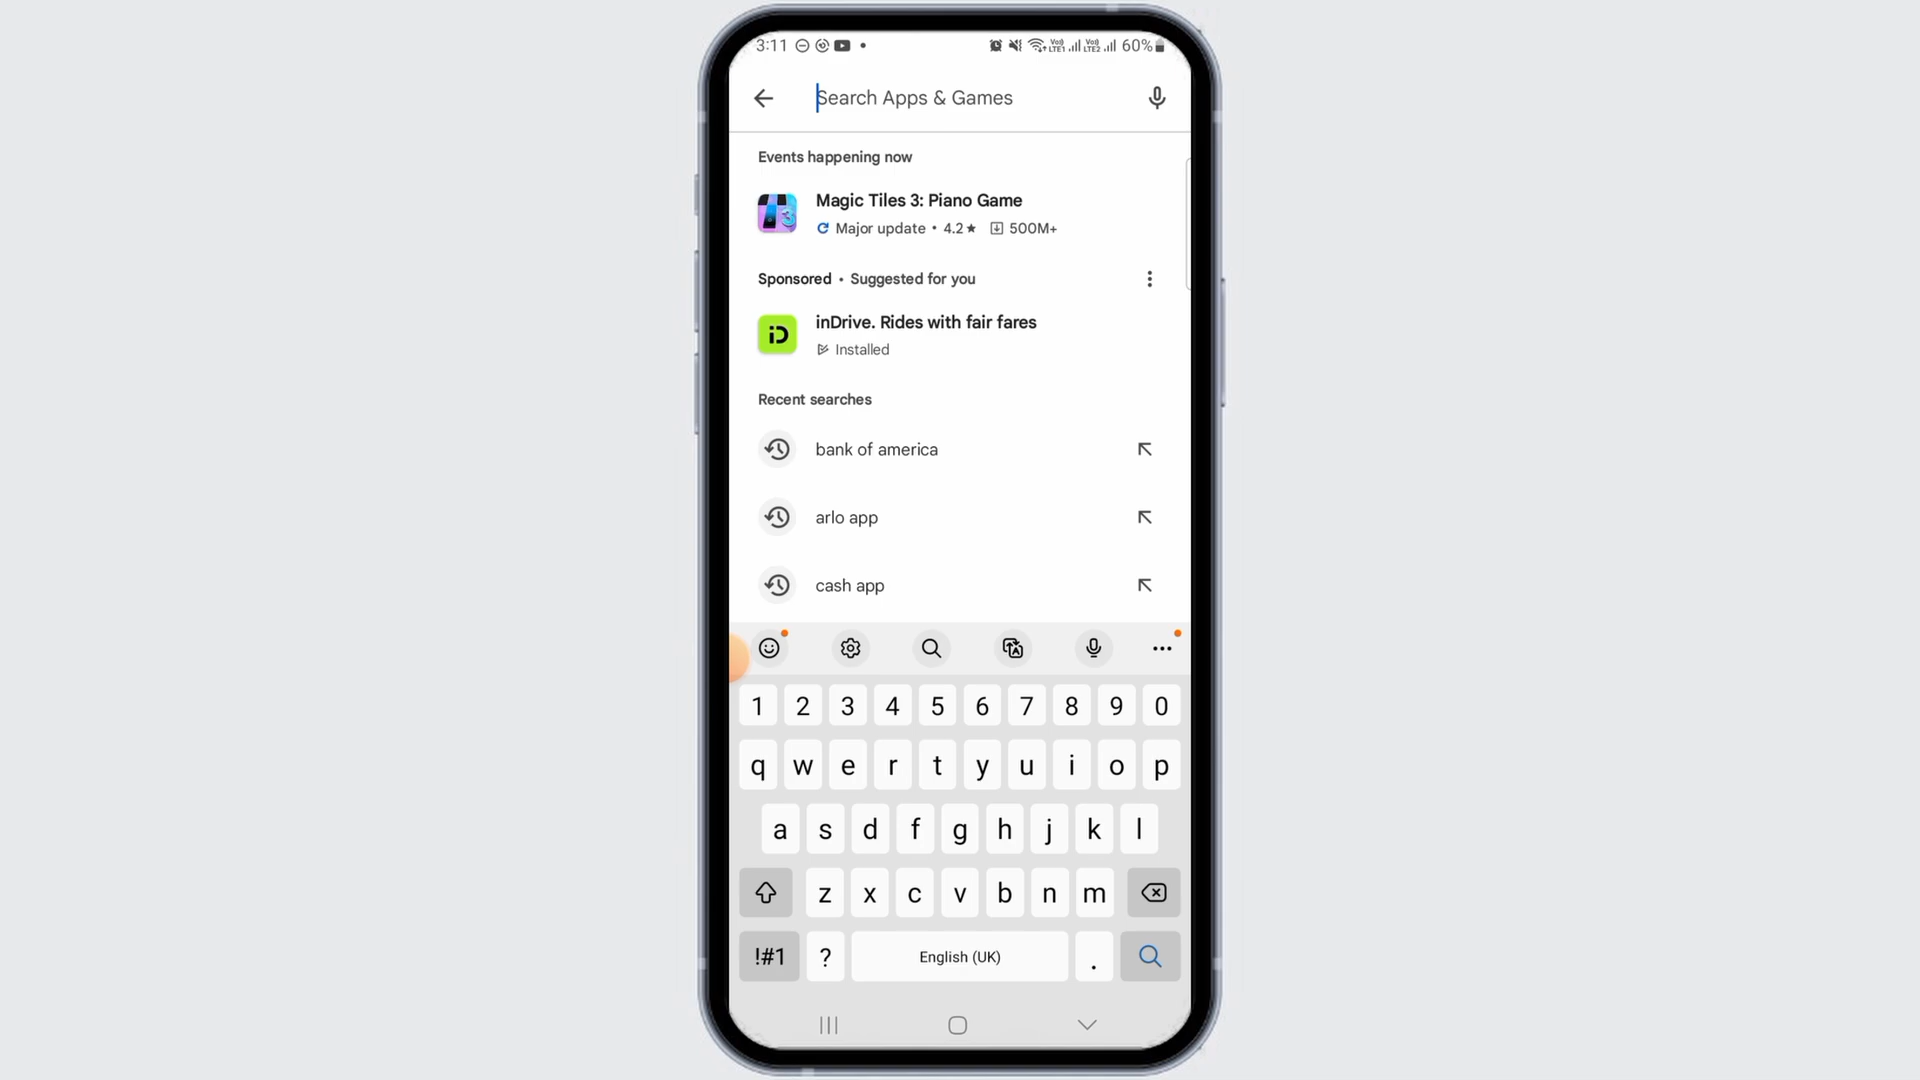 3:11 60%
Search Apps & Games
Events happening now
Magic Tiles 3: Piano Game
Major update • 4.2★ 500M+
Sponsored • Suggested for you
iD
inDrive. Rides with fair fares
Installed
Recent searches
bank of america
arlo app
cash app
1 2 3 4 5 6 7 8 9 0
q w e r t y u i o p
a s d f g h j k l
z x c v b n m
!#1 ? English (UK) .